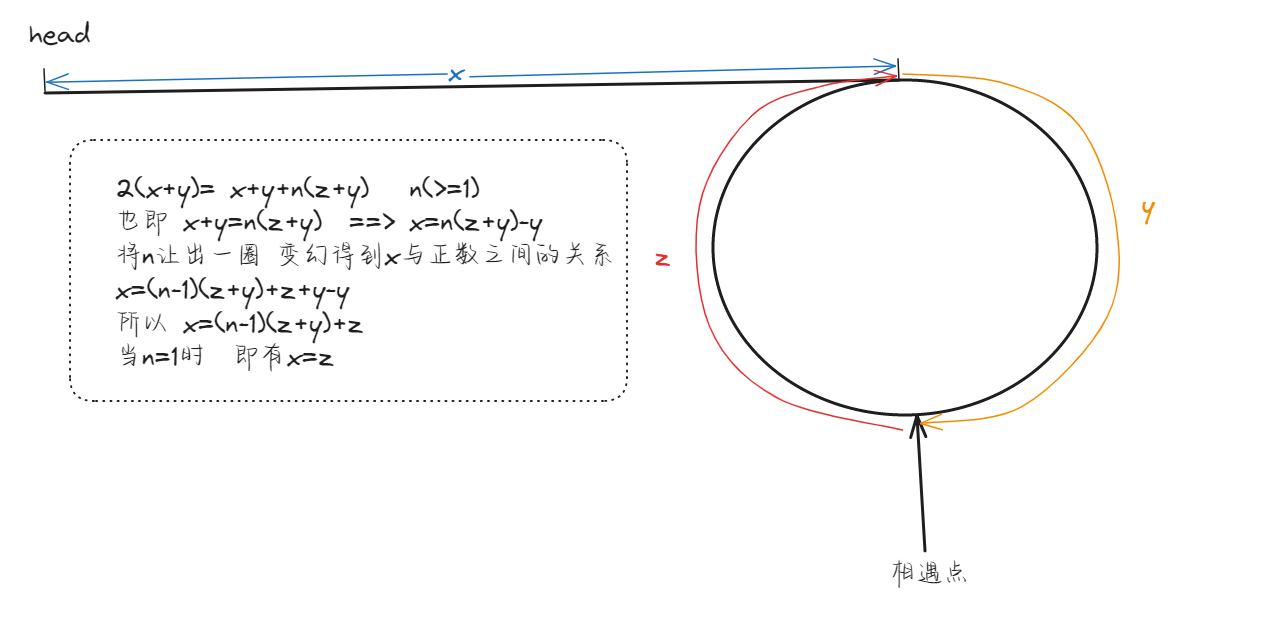 head
x
2(x+y)= x+y+n(z+y) n(>=1)
也即 x+y=n(z+y) ==> x=n(z+y)-y
将n让出一圈 变幻得到x与正数之间的关系
x=(n-1)(z+y)+z+y-y
所以 x=(n-1)(z+y)+z
当n=1时 即有x=z
z
y
相遇点